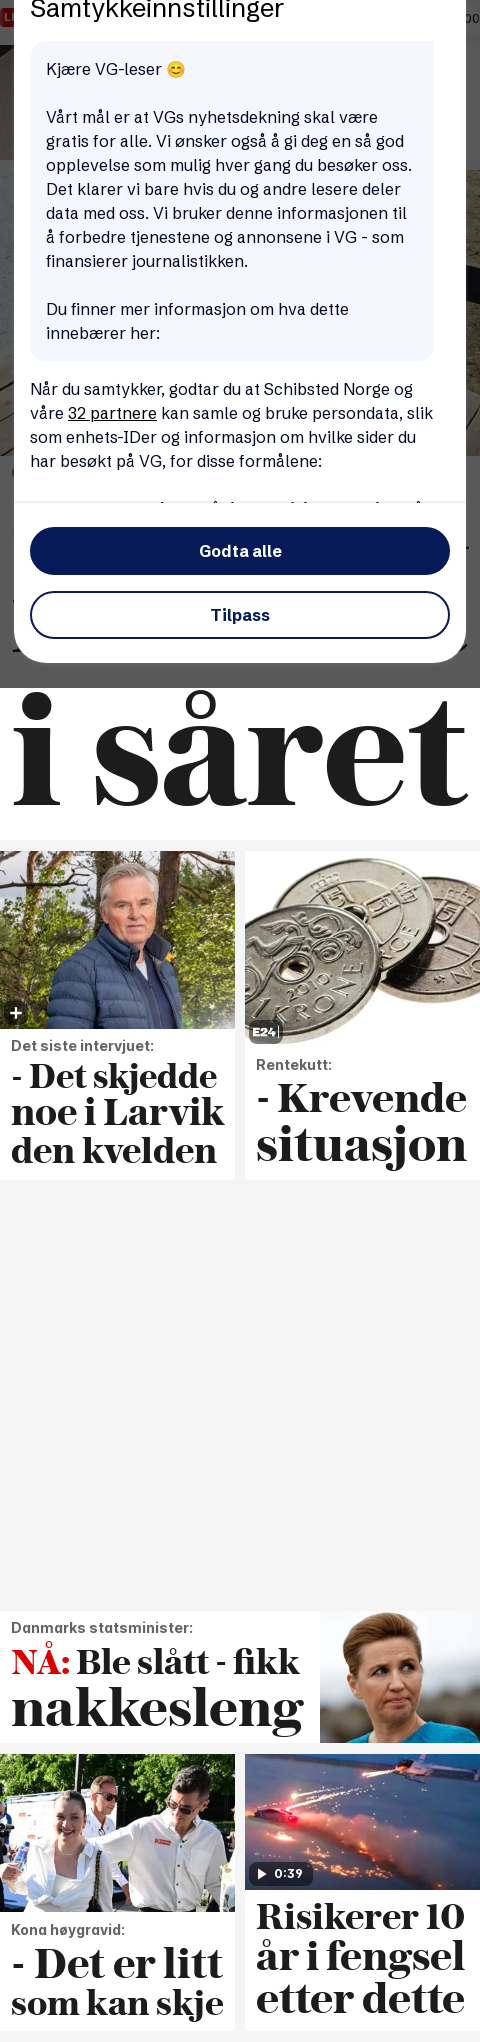 Samtykkeinnstillinger
Kjære VG-leser 😊
Vårt mål er at VGs nyhetsdekning skal være
gratis for alle. Vi ønsker også å gi deg en så god
opplevelse som mulig hver gang du besøker oss.
Det klarer vi bare hvis du og andre lesere deler
data med oss. Vi bruker denne informasjonen til
å forbedre tjenestene og annonsene i VG - som
finansierer journalistikken.
Du finner mer informasjon om hva dette
innebærer her:
Når du samtykker, godtar du at Schibsted Norge og
våre 32 partnere kan samle og bruke persondata, slik
som enhets-IDer og informasjon om hvilke sider du
har besøkt på VG, for disse formålene:
Godta alle
Tilpass
i såret
Det siste intervjuet:
- Det skjedde
noe i Larvik
den kvelden
E24
Rentekutt:
- Krevende
situasjon
Danmarks statsminister:
NÅ: Ble slått - fikk
nakkesleng
Kona høygravid:
- Det er litt
som kan skje
0:39
Risikerer 10
år i fengsel
etter dette